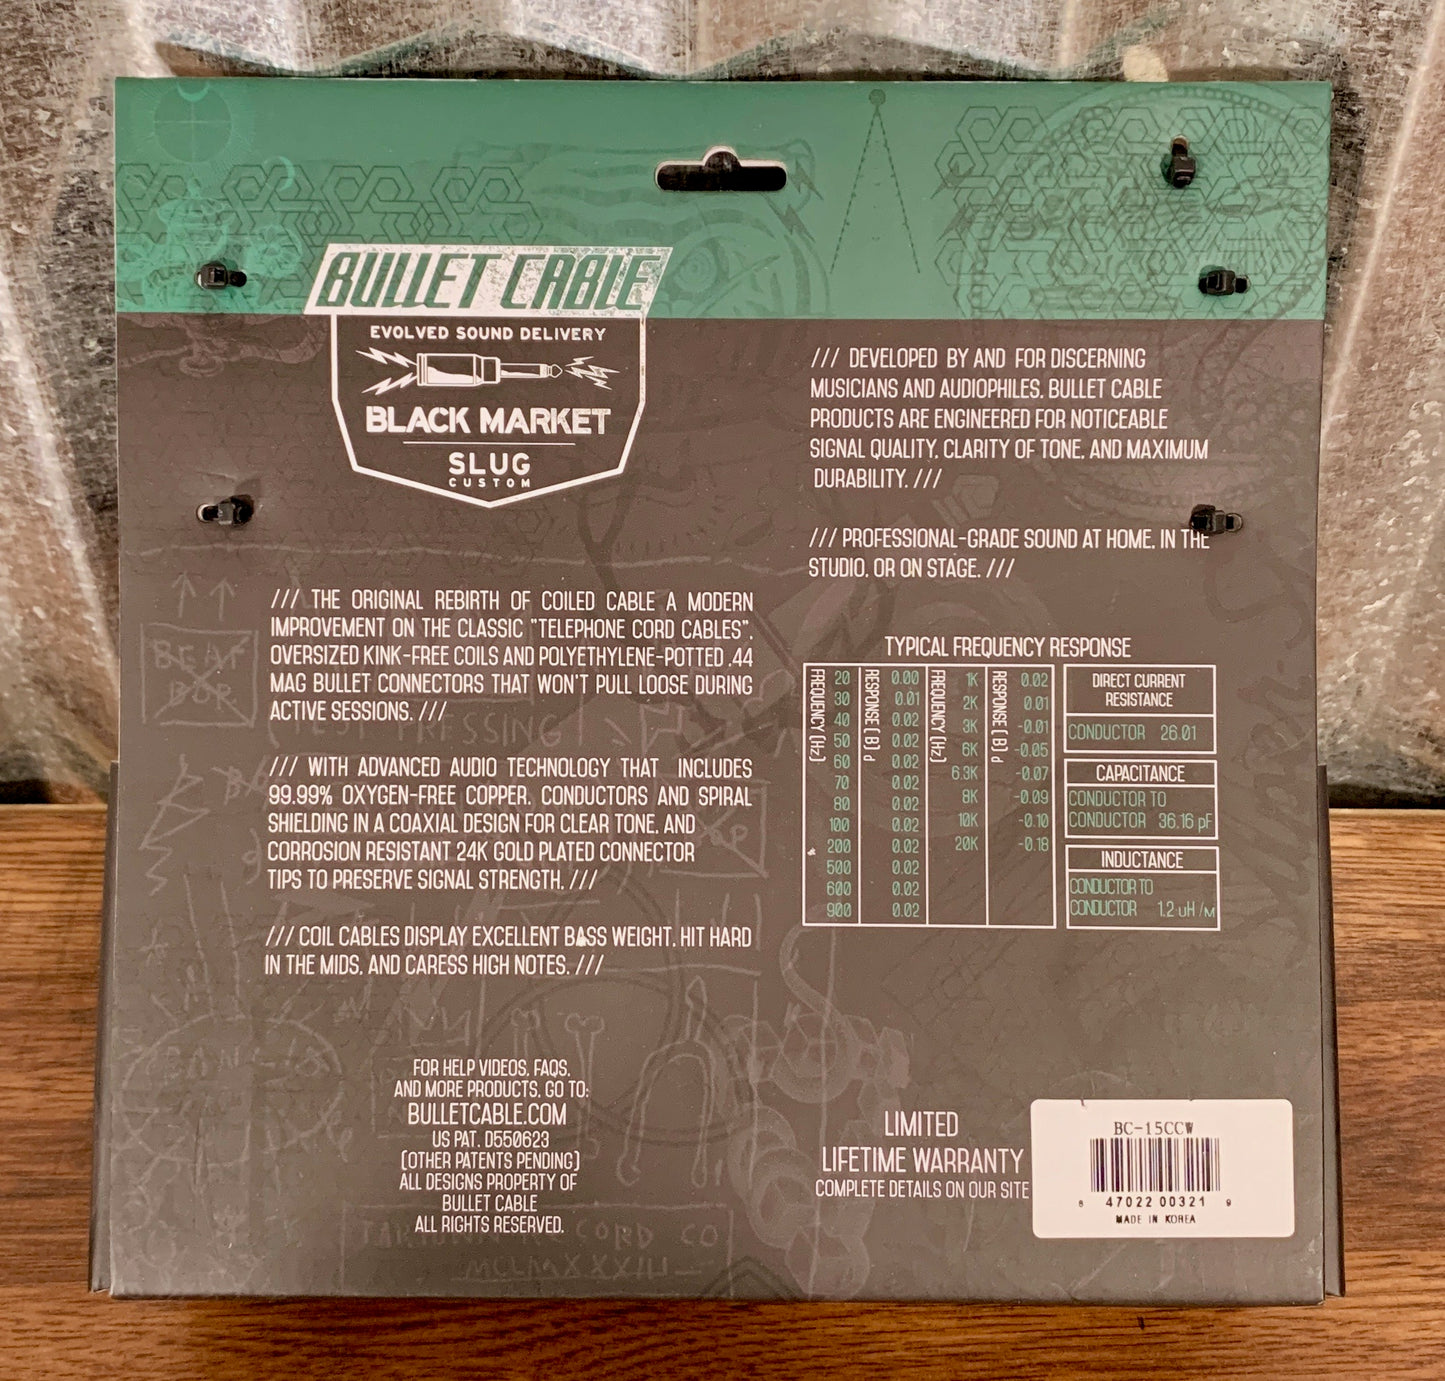 BULLET CABLE
EVOLVED SOUND DELIVERY
BLACK MARKET
SLUG
CUSTOM
/// THE ORIGINAL REBIRTH OF COILED CABLE A MODERN
IMPROVEMENT ON THE CLASSIC "TELEPHONE CORD CABLES".
OVERSIZED KINK-FREE COILS AND POLYETHYLENE-POTTED .44
MAG BULLET CONNECTORS THAT WON'T PULL LOOSE DURING
ACTIVE SESSIONS. ///
/// WITH ADVANCED AUDIO TECHNOLOGY THAT INCLUDES
99.99% OXYGEN-FREE COPPER. CONDUCTORS AND SPIRAL
SHIELDING IN A COAXIAL DESIGN FOR CLEAR TONE, AND
CORROSION RESISTANT 24K GOLD PLATED CONNECTOR
TIPS TO PRESERVE SIGNAL STRENGTH. ///
/// COIL CABLES DISPLAY EXCELLENT BASS WEIGHT, HIT HARD
IN THE MIDS, AND CARESS HIGH NOTES. ///
FOR HELP VIDEOS, FAQS,
AND MORE PRODUCTS, GO TO:
BULLETCABLE.COM
US PAT. D550623
(OTHER PATENTS PENDING)
ALL DESIGNS PROPERTY OF
BULLET CABLE
ALL RIGHTS RESERVED.
/// DEVELOPED BY AND FOR DISCERNING
MUSICIANS AND AUDIOPHILES. BULLET CABLE
PRODUCTS ARE ENGINEERED FOR NOTICEABLE
SIGNAL QUALITY, CLARITY OF TONE, AND MAXIMUM
DURABILITY. ///
/// PROFESSIONAL-GRADE SOUND AT HOME, IN THE
STUDIO, OR ON STAGE. ///
TYPICAL FREQUENCY RESPONSE
FREQUENCY (Hz) RESPONSE ( B) d FREQUENCY (Hz) RESPONSE ( B) d
20 0.00 1K 0.02
30 0.01 2K 0.01
40 0.02 3K -0.01
50 0.02 6K -0.05
60 0.02 6.9K -0.07
70 0.02 8K -0.09
80 0.02 10K -0.10
100 0.02 20K -0.18
200 0.02
500 0.02
600 0.02
900 0.02
DIRECT CURRENT
RESISTANCE
CONDUCTOR 26.01
CAPACITANCE
CONDUCTOR TO
CONDUCTOR 36.16 pF
INDUCTANCE
CONDUCTOR TO
CONDUCTOR 1.2 uH /M
LIMITED
LIFETIME WARRANTY
COMPLETE DETAILS ON OUR SITE
BC-15CCW
8 47022 00321 9
MADE IN KOREA